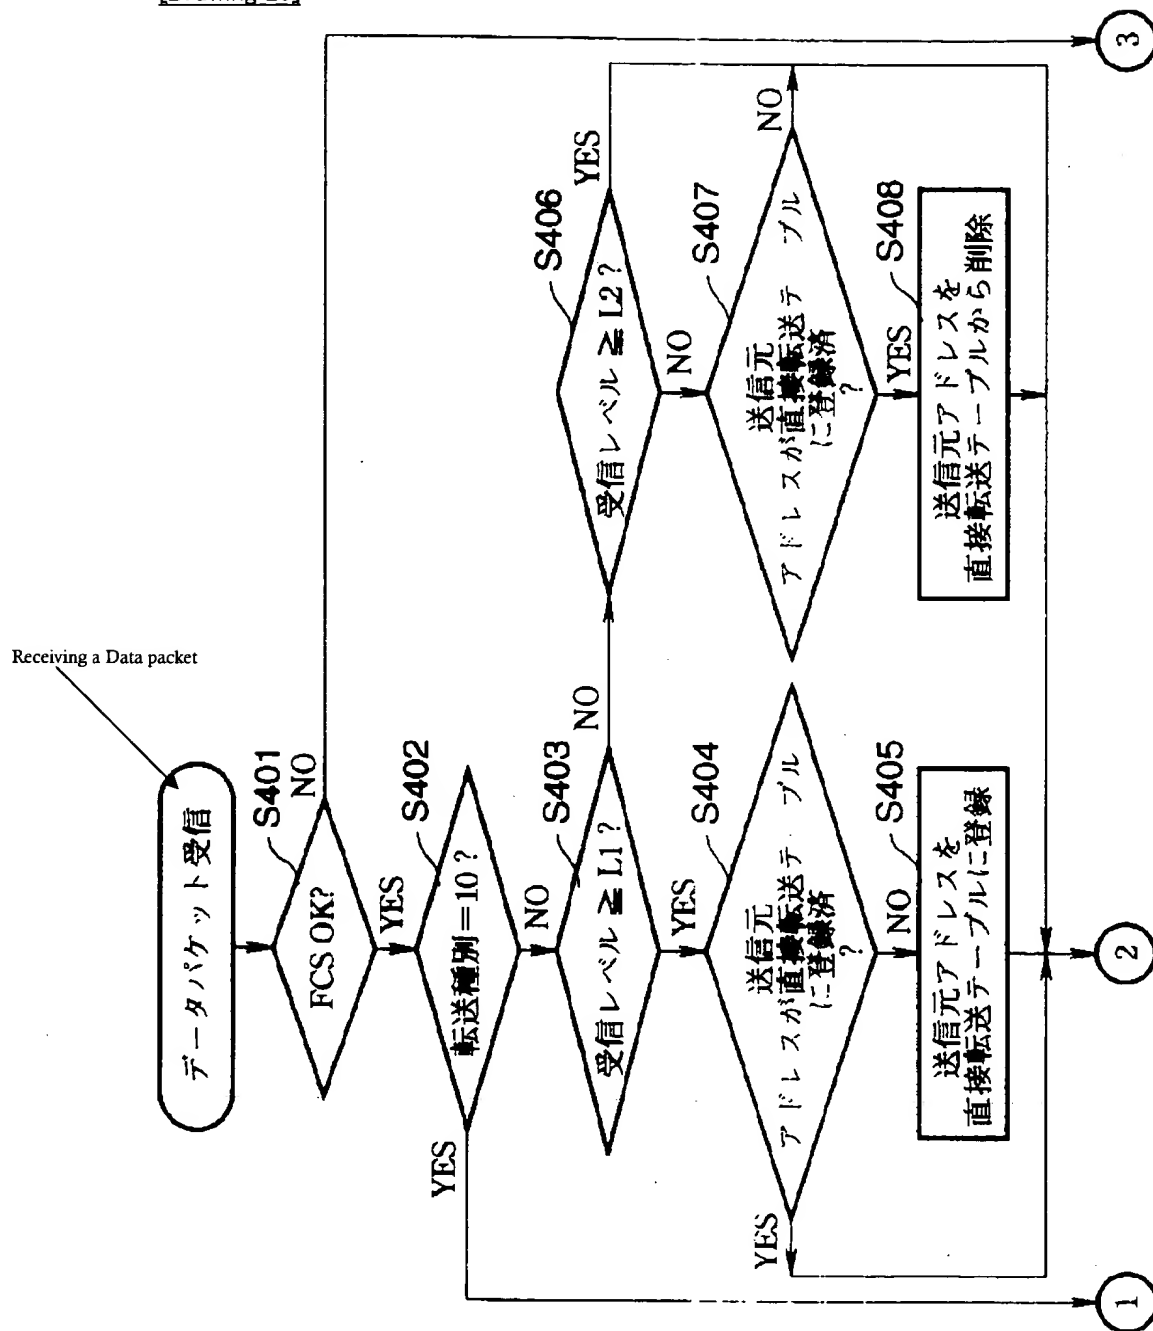 Receiving a Data packet
データパケット受信
S401
FCS OK?
NO
YES
S402
転送種別=10?
YES
NO
S403
受信レベル≧L1?
NO
YES
S404
送信元
アドレスが直接転送テーブル
に登録済
?
YES
NO
S405
送信元アドレスを
直接転送テーブルに登録
S406
受信レベル≧L2?
YES
NO
S407
送信元
アドレスが直接転送テーブル
に登録済
?
NO
YES
S408
送信元アドレスを
直接転送テーブルから削除
1
2
3